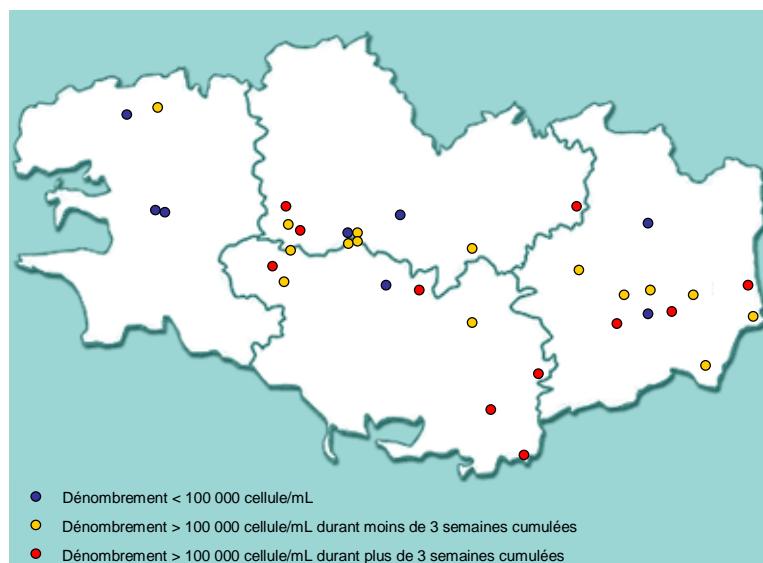 Dénombrement < 100 000 cellule/mL
Dénombrement > 100 000 cellule/mL durant moins de 3 semaines cumulées
Dénombrement > 100 000 cellule/mL durant plus de 3 semaines cumulées